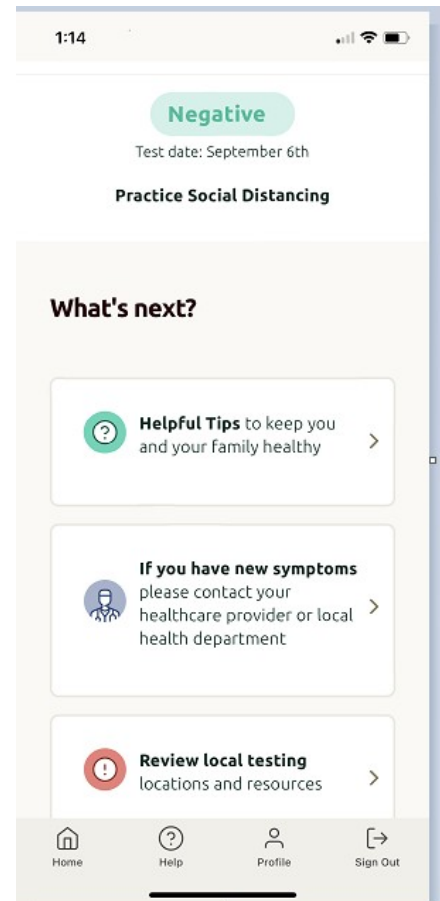 1:14
Negative
Test date: September 6th
Practice Social Distancing
What's next?
Helpful Tips to keep you
and your family healthy
If you have new symptoms
please contact your
healthcare provider or local
health department
Review local testing
locations and resources
Home Help Profile Sign Out